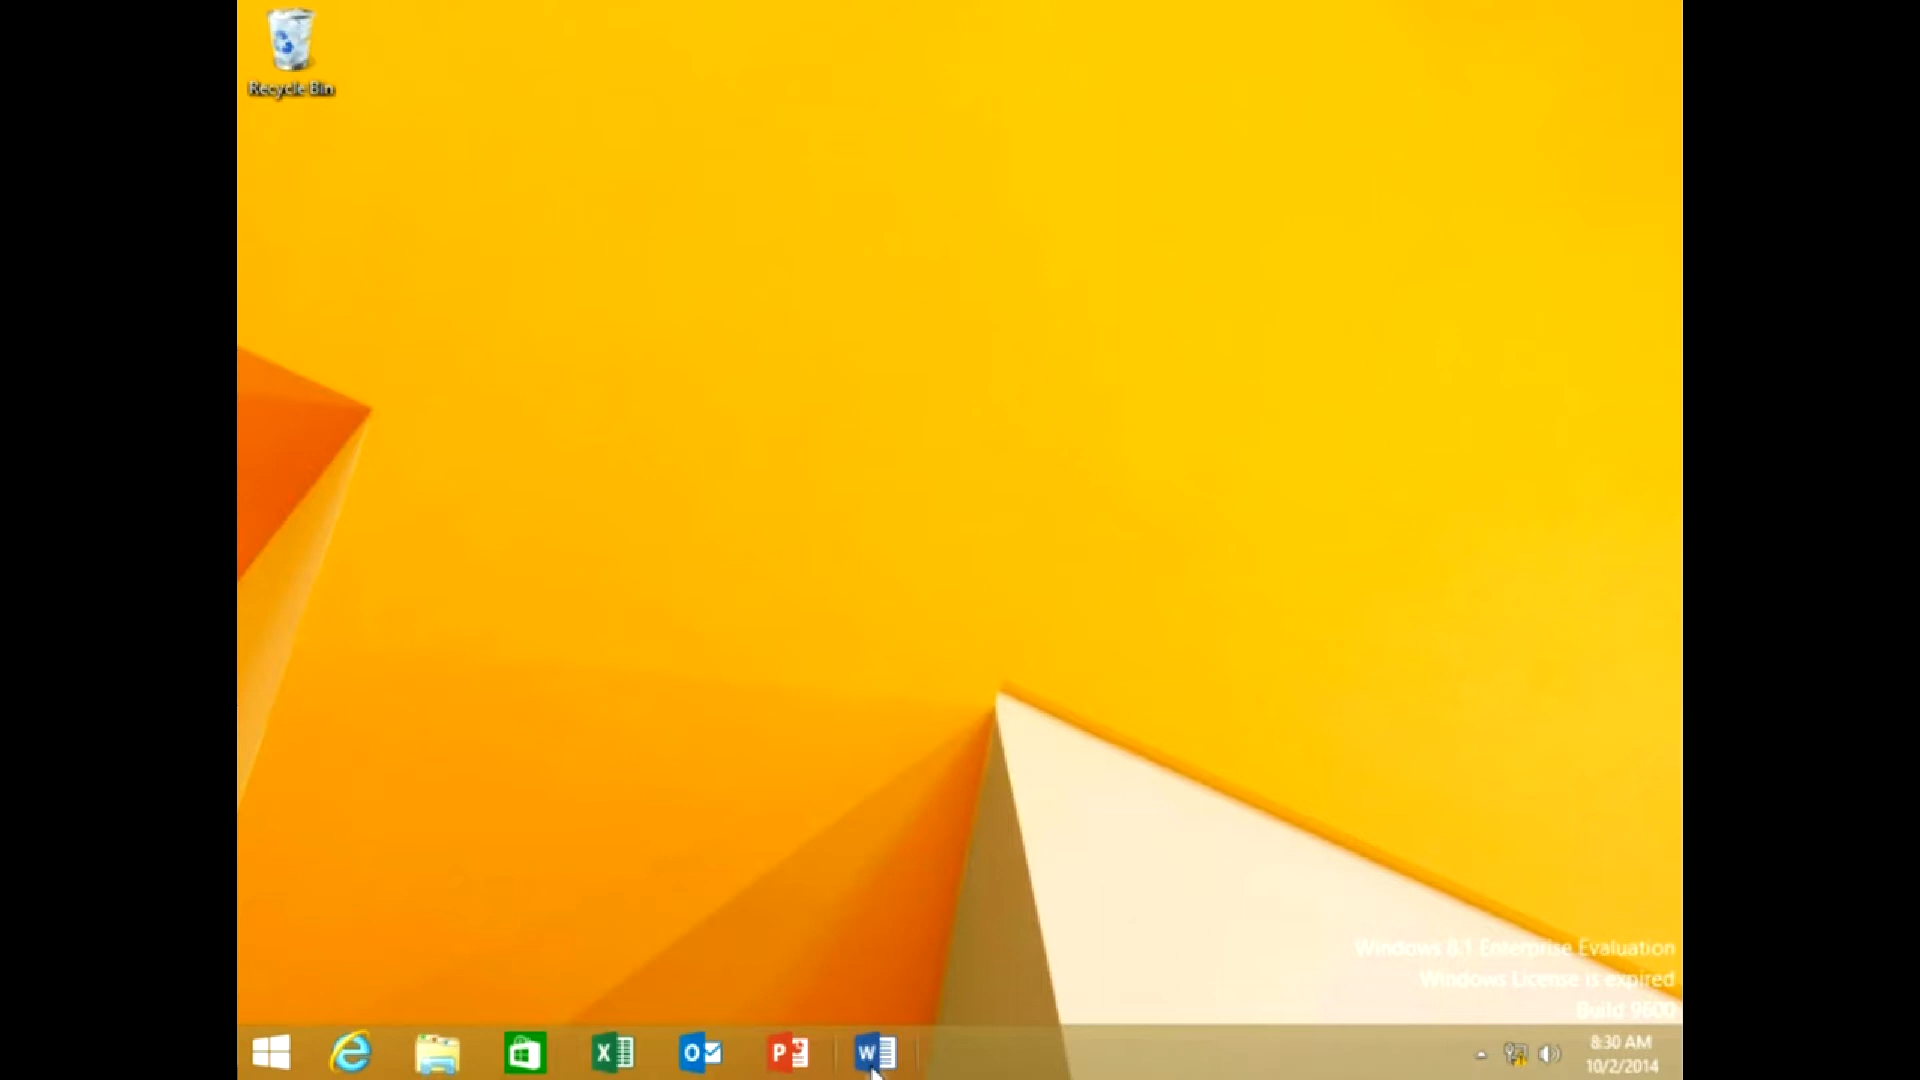 Recycle Bin
Windows 8.1 Enterprise Evaluation
Windows License is expired
Build 9600
X
O
P
W
8:30 AM
10/2/2014